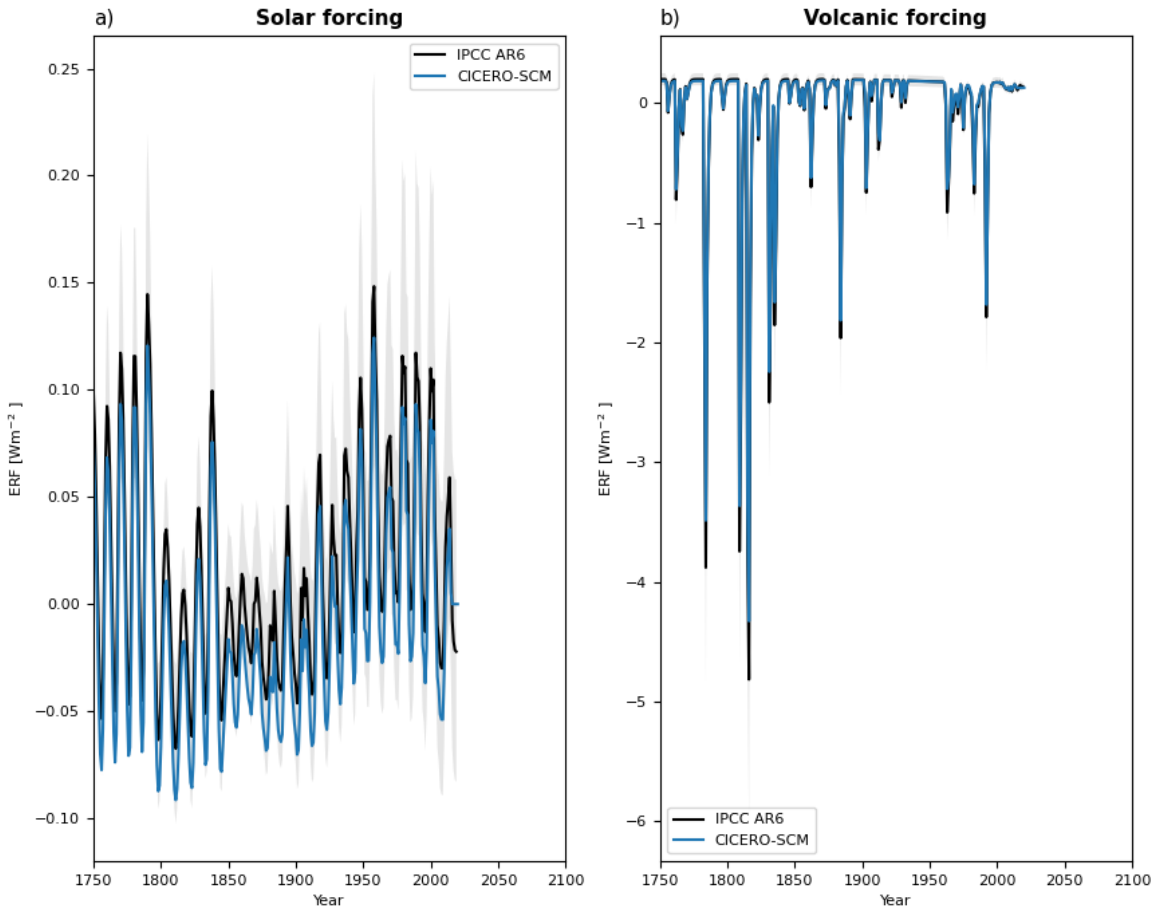 a) Solar forcing
IPCC AR6
CICERO-SCM
0.25
0.20
0.15
0.10
0.05
0.00
−0.05
−0.10
ERF [Wm⁻² ]
1750 1800 1850 1900 1950 2000 2050 2100
Year
b) Volcanic forcing
0
−1
−2
−3
−4
−5
−6
ERF [Wm⁻² ]
IPCC AR6
CICERO-SCM
1750 1800 1850 1900 1950 2000 2050 2100
Year